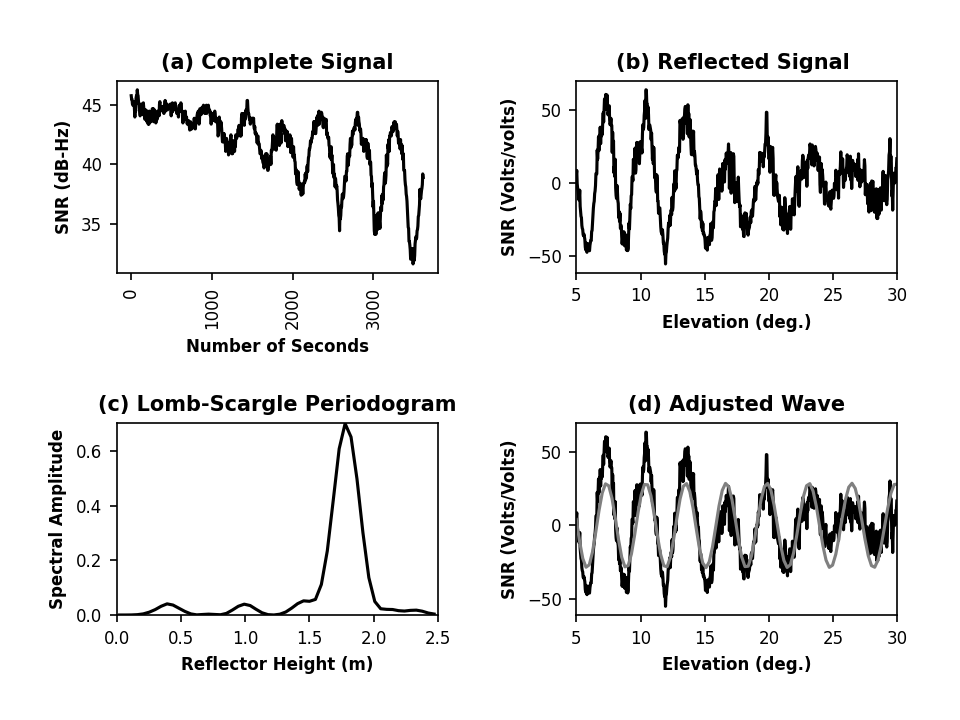 (a) Complete Signal
SNR (dB-Hz)
45
40
35
0
1000
2000
3000
Number of Seconds
(b) Reflected Signal
SNR (Volts/volts)
50
0
−50
5 10 15 20 25 30
Elevation (deg.)
(c) Lomb-Scargle Periodogram
Spectral Amplitude
0.6
0.4
0.2
0.0
0.0 0.5 1.0 1.5 2.0 2.5
Reflector Height (m)
(d) Adjusted Wave
SNR (Volts/Volts)
50
0
−50
5 10 15 20 25 30
Elevation (deg.)